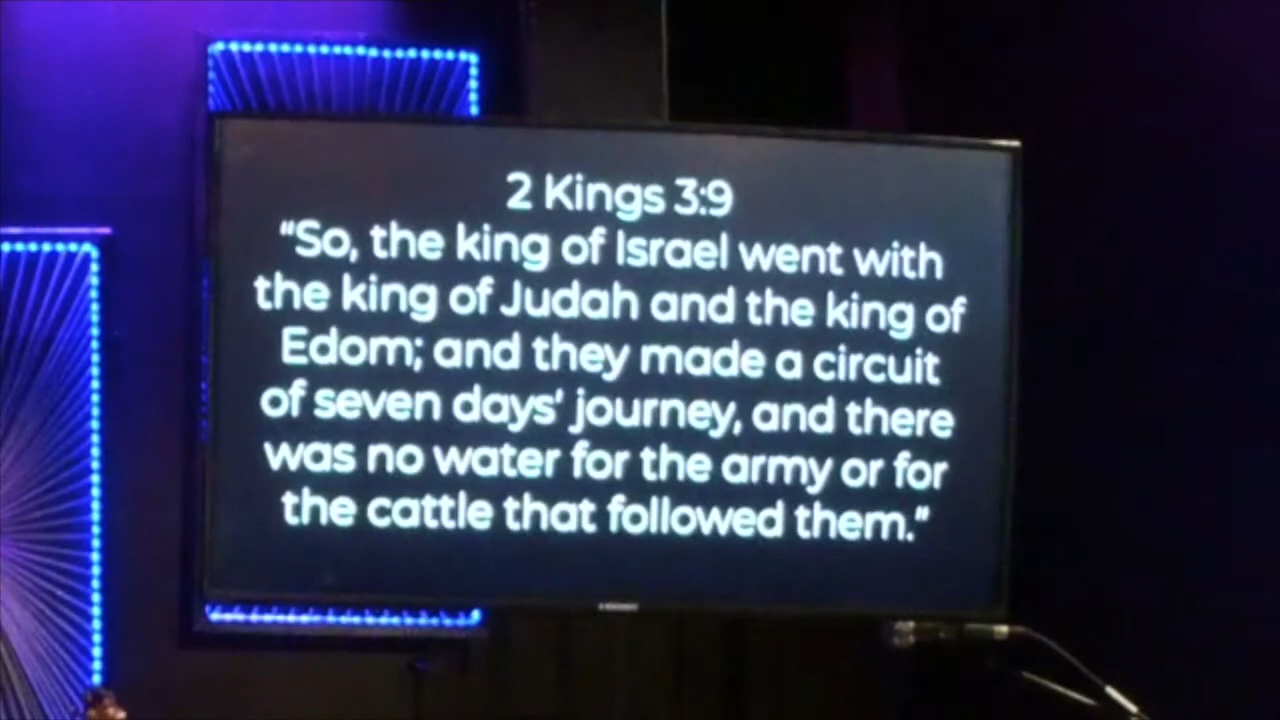 2 Kings 3:9
"So, the king of Israel went with
the king of Judah and the king of
Edom; and they made a circuit
of seven days' journey, and there
was no water for the army or for
the cattle that followed them."